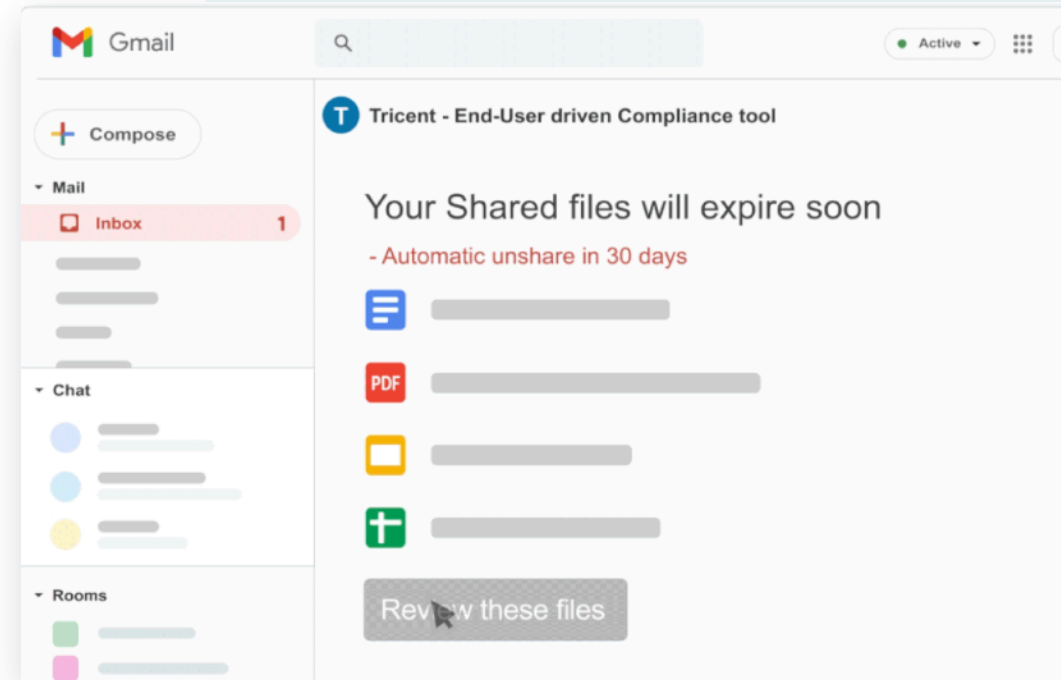 Gmail
Active
Compose
Mail
Inbox 1
Chat
Rooms
T Tricent - End-User driven Compliance tool
Your Shared files will expire soon
- Automatic unshare in 30 days
PDF
Review these files